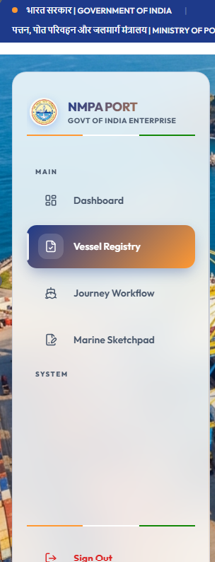 भारत सरकार | GOVERNMENT OF INDIA |
पत्तन, पोत परिवहन और जलमार्ग मंत्रालय | MINISTRY OF PO
NMPA PORT
GOVT OF INDIA ENTERPRISE
MAIN
Dashboard
Vessel Registry
Journey Workflow
Marine Sketchpad
SYSTEM
Sign Out